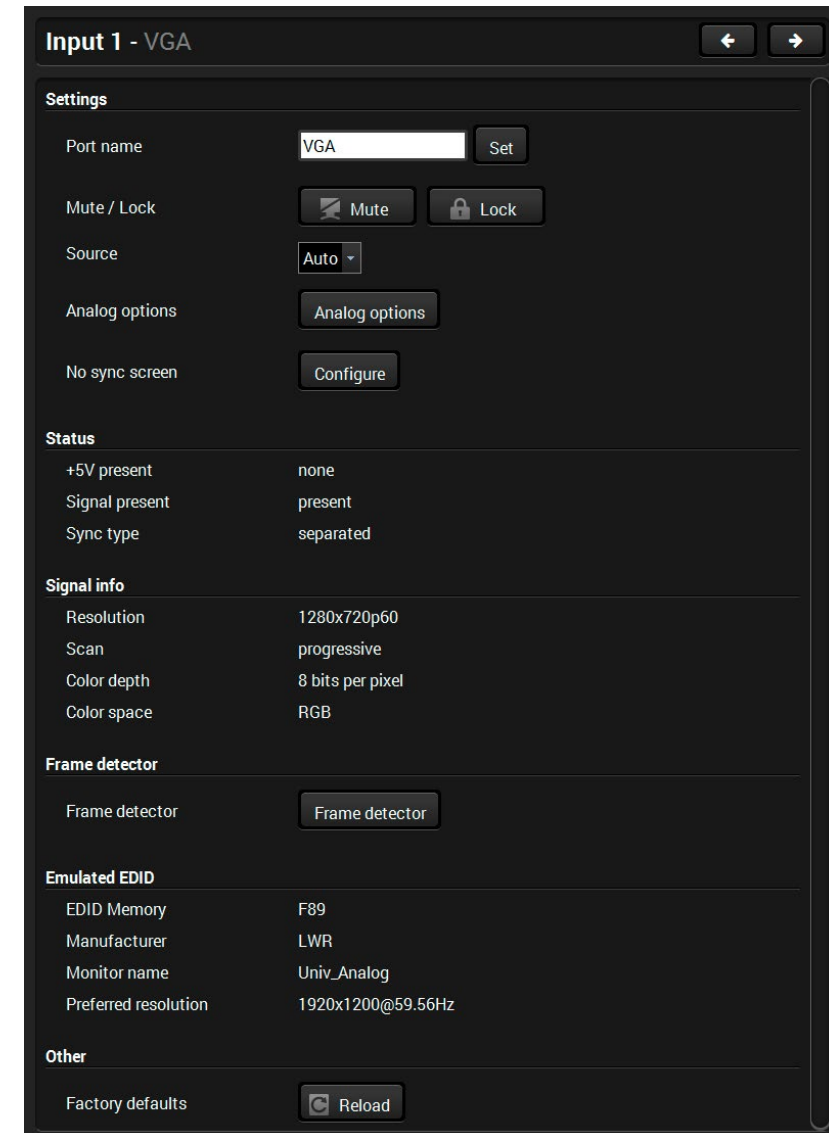 Input 1 - VGA
Settings
Port name VGA Set
Mute / Lock Mute Lock
Source Auto
Analog options Analog options
No sync screen Configure
Status
+5V present none
Signal present present
Sync type separated
Signal info
Resolution 1280x720p60
Scan progressive
Color depth 8 bits per pixel
Color space RGB
Frame detector
Frame detector Frame detector
Emulated EDID
EDID Memory F89
Manufacturer LWR
Monitor name Univ_Analog
Preferred resolution 1920x1200@59.56Hz
Other
Factory defaults Reload